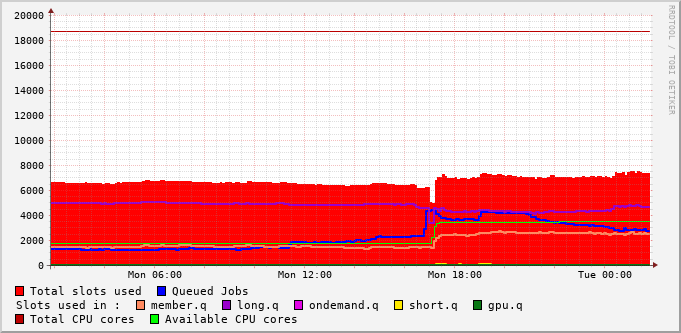 20000
18000
16000
14000
12000
10000
8000
6000
4000
2000
0
Mon 06:00 Mon 12:00 Mon 18:00 Tue 00:00
RRDTOOL / TOBI OETIKER
Total slots used Queued Jobs
Slots used in : member.q long.q ondemand.q short.q gpu.q
Total CPU cores Available CPU cores